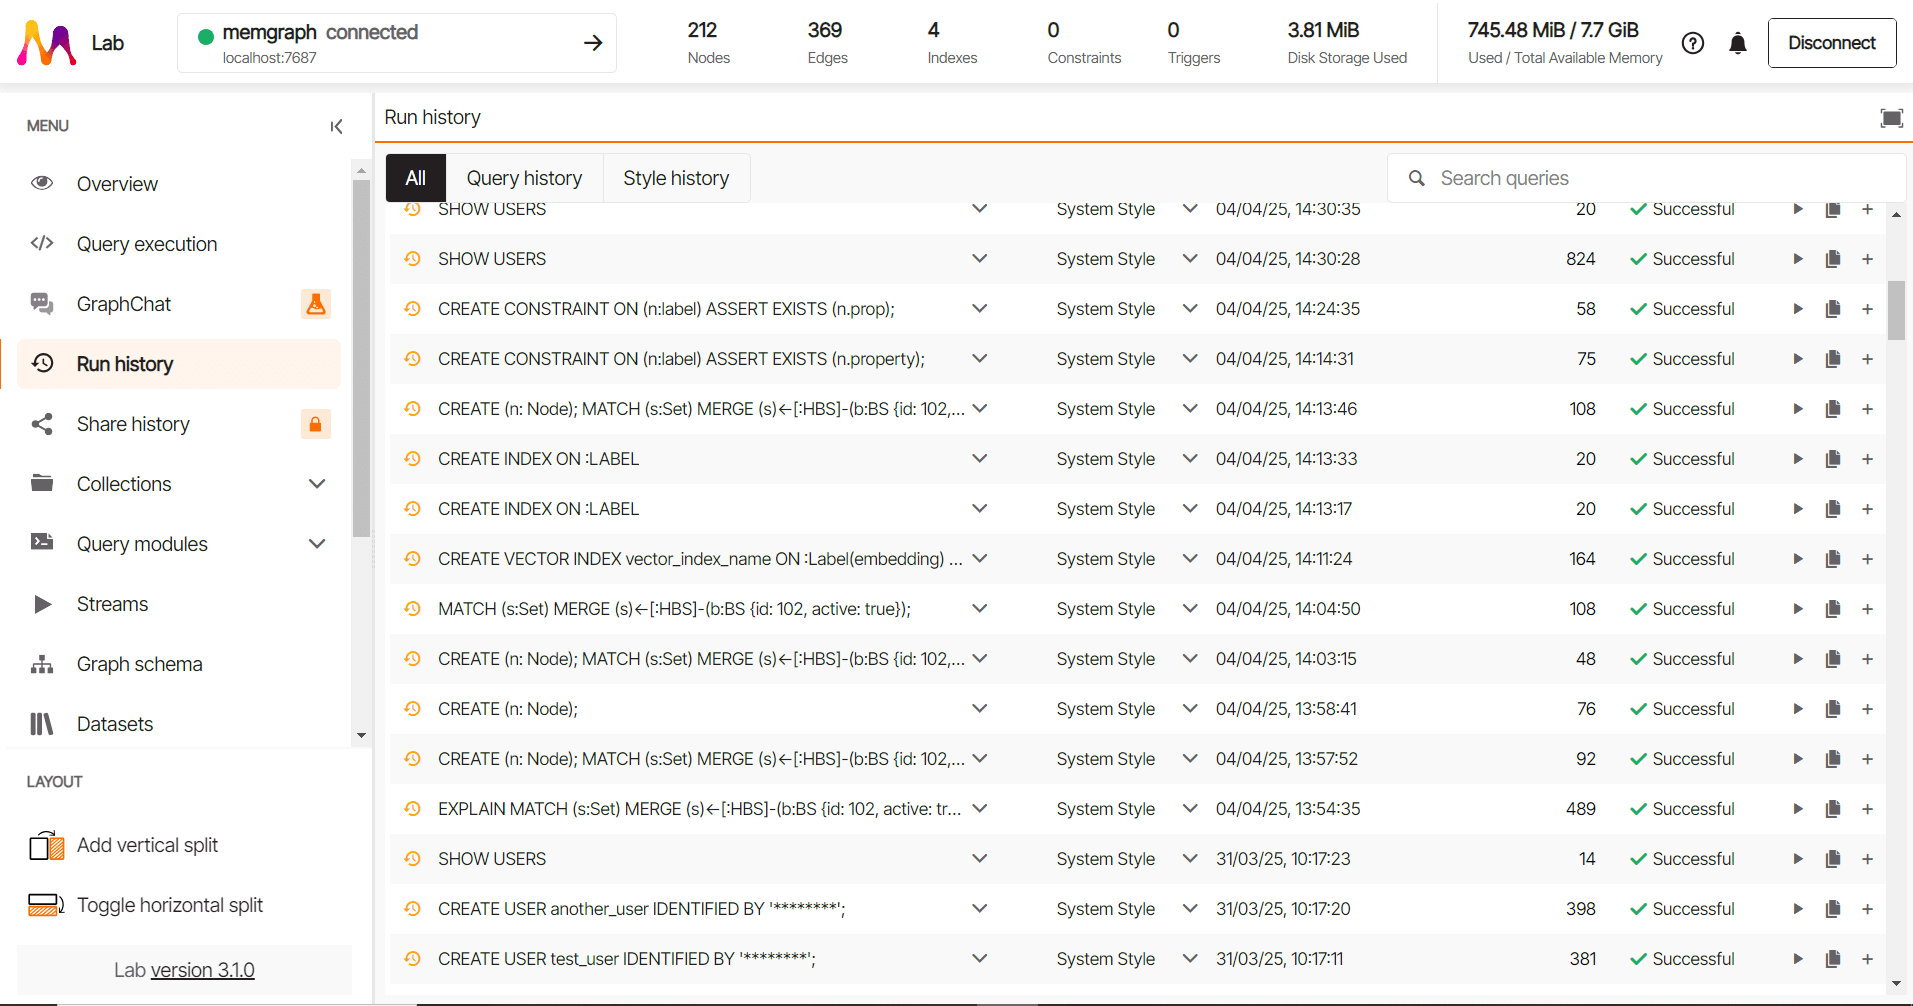 Lab
memgraph connected
localhost:7687
212
Nodes
369
Edges
4
Indexes
0
Constraints
0
Triggers
3.81 MiB
Disk Storage Used
745.48 MiB / 7.7 GiB
Used / Total Available Memory
Disconnect
MENU
Overview
Query execution
GraphChat
Run history
Share history
Collections
Query modules
Streams
Graph schema
Datasets
LAYOUT
Add vertical split
Toggle horizontal split
Lab version 3.1.0
Run history
All Query history Style history Search queries
SHOW USERS System Style 04/04/25, 14:30:35 20 Successful
SHOW USERS System Style 04/04/25, 14:30:28 824 Successful
CREATE CONSTRAINT ON (n:label) ASSERT EXISTS (n.prop); System Style 04/04/25, 14:24:35 58 Successful
CREATE CONSTRAINT ON (n:label) ASSERT EXISTS (n.property); System Style 04/04/25, 14:14:31 75 Successful
CREATE (n: Node); MATCH (s:Set) MERGE (s)<-[:HBS]-(b:BS {id: 102,... System Style 04/04/25, 14:13:46 108 Successful
CREATE INDEX ON :LABEL System Style 04/04/25, 14:13:33 20 Successful
CREATE INDEX ON :LABEL System Style 04/04/25, 14:13:17 20 Successful
CREATE VECTOR INDEX vector_index_name ON :Label(embedding) ... System Style 04/04/25, 14:11:24 164 Successful
MATCH (s:Set) MERGE (s)<-[:HBS]-(b:BS {id: 102, active: true}); System Style 04/04/25, 14:04:50 108 Successful
CREATE (n: Node); MATCH (s:Set) MERGE (s)<-[:HBS]-(b:BS {id: 102,... System Style 04/04/25, 14:03:15 48 Successful
CREATE (n: Node); System Style 04/04/25, 13:58:41 76 Successful
CREATE (n: Node); MATCH (s:Set) MERGE (s)<-[:HBS]-(b:BS {id: 102,... System Style 04/04/25, 13:57:52 92 Successful
EXPLAIN MATCH (s:Set) MERGE (s)<-[:HBS]-(b:BS {id: 102, active: tr... System Style 04/04/25, 13:54:35 489 Successful
SHOW USERS System Style 31/03/25, 10:17:23 14 Successful
CREATE USER another_user IDENTIFIED BY '********'; System Style 31/03/25, 10:17:20 398 Successful
CREATE USER test_user IDENTIFIED BY '********'; System Style 31/03/25, 10:17:11 381 Successful